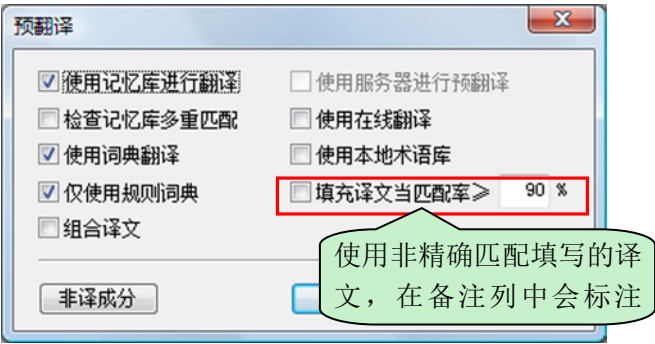 预翻译
使用记忆库进行翻译 使用服务器进行预翻译
检查记忆库多重匹配 使用在线翻译
使用词典翻译 使用本地术语库
仅使用规则词典 填充译文当匹配率≥ 90 %
组合译文
使用非精确匹配填写的译
文，在备注列中会标注
非译成分